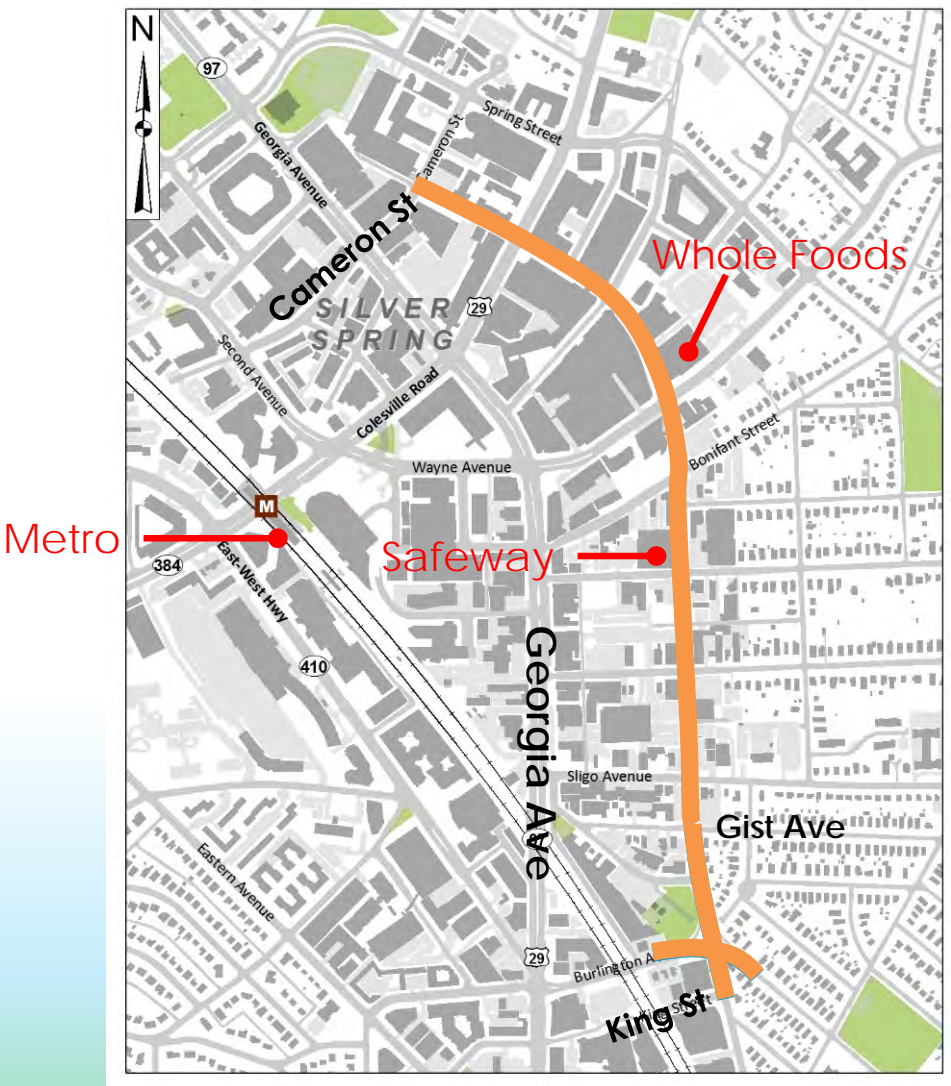 N
97
Georgia Avenue
Cameron St
Spring Street
Cameron St
Whole Foods
SILVER
SPRING
29
Second Avenue
Colesville Road
Bonifant Street
Wayne Avenue
M
Metro
Safeway
384
East-West Hwy
410
Georgia Ave
Sligo Avenue
Gist Ave
Eastern Avenue
29
Burlington A
King St